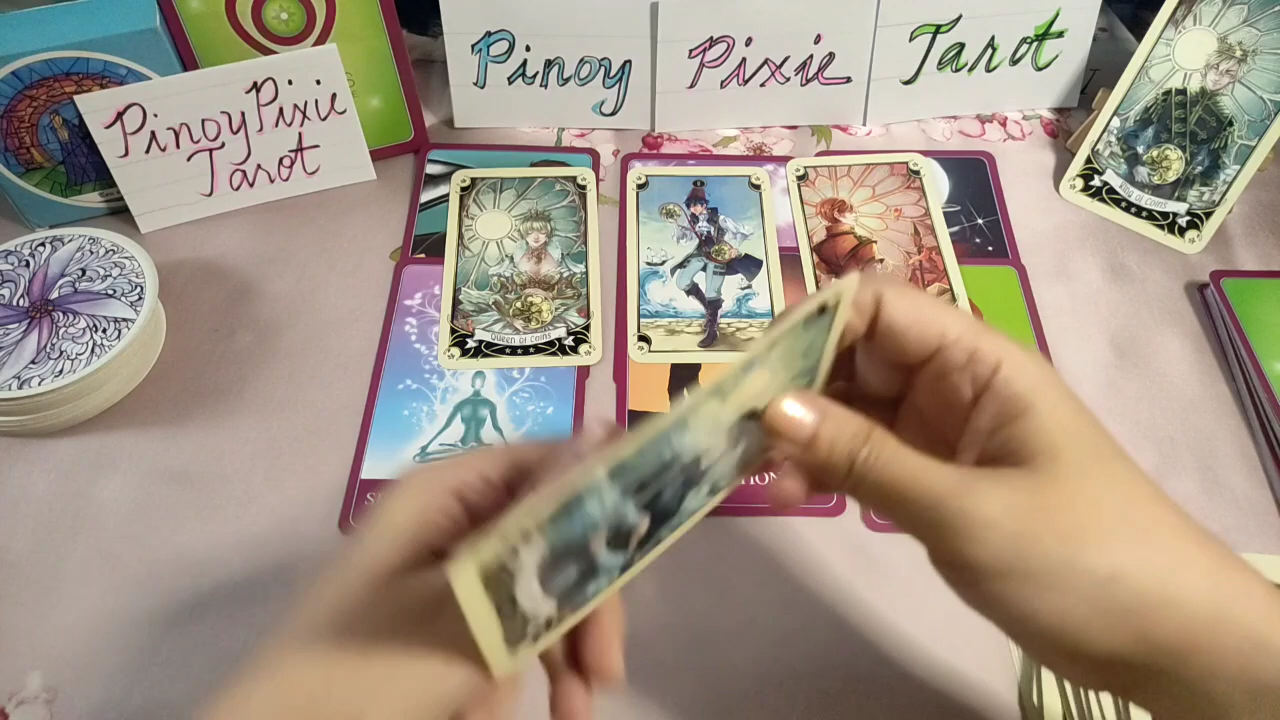 Pinoy
Pixie
Tarot
PinoyPixie
Tarot
King of Coins
Queen of Coins